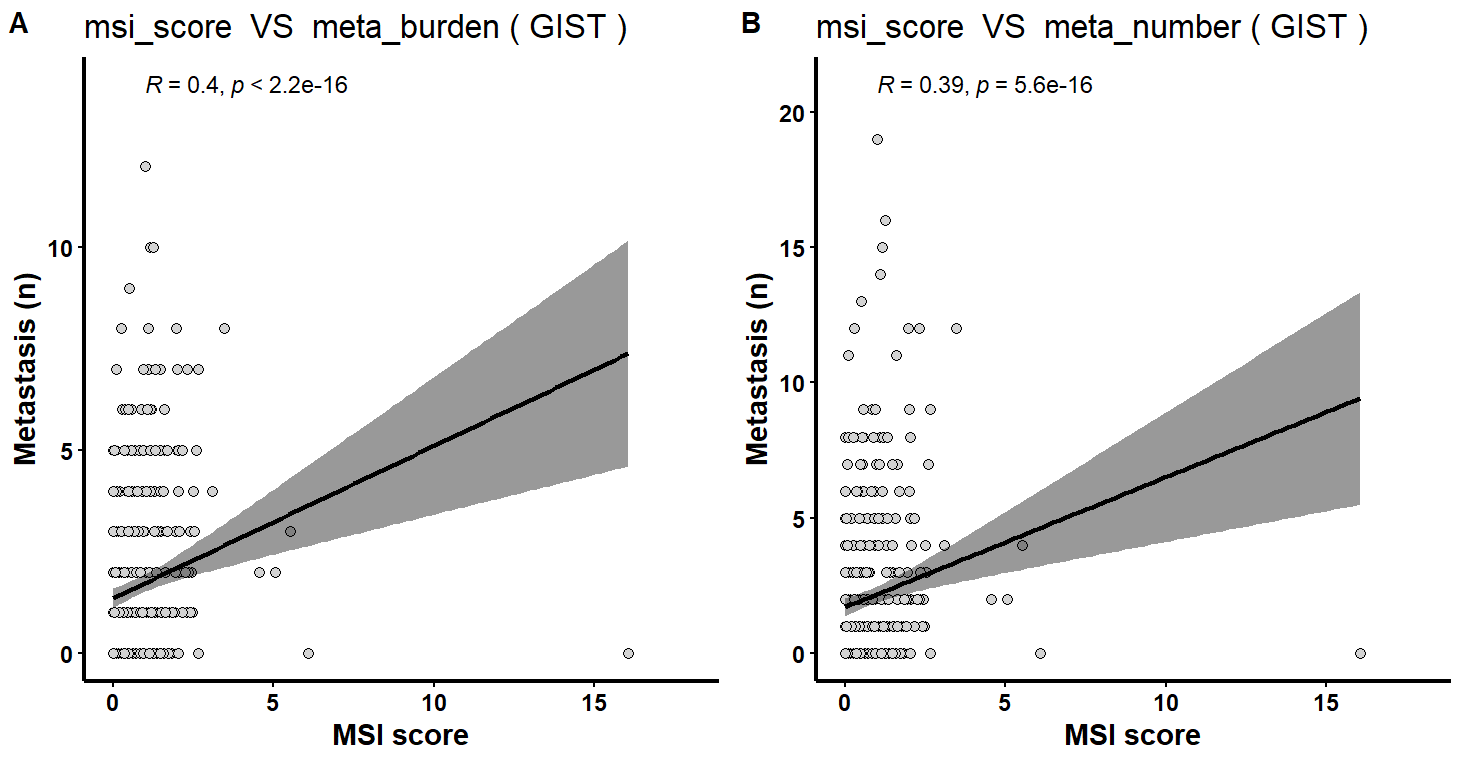 A
msi_score VS meta_burden ( GIST )
R = 0.4, p < 2.2e-16
Metastasis (n)
10
5
0
0 5 10 15
MSI score
B
msi_score VS meta_number ( GIST )
R = 0.39, p = 5.6e-16
Metastasis (n)
20
15
10
5
0
0 5 10 15
MSI score